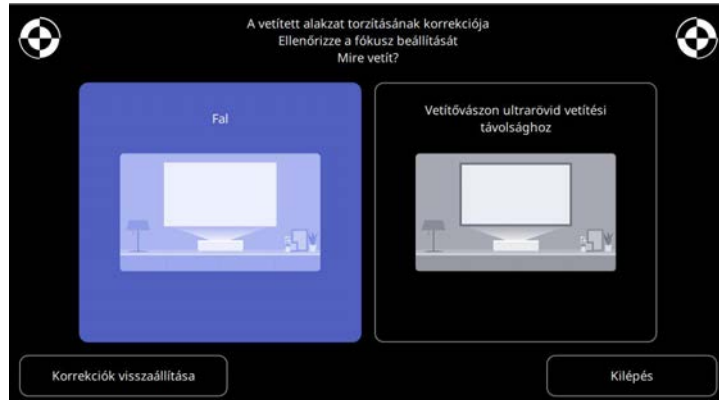 A vetített alakzat torzításának korrekciója
Ellenőrizze a fókusz beállítását
Mire vetít?
Fal
Vetítővászon ultrarövid vetítési
távolsághoz
Korrekciók visszaállítása
Kilépés